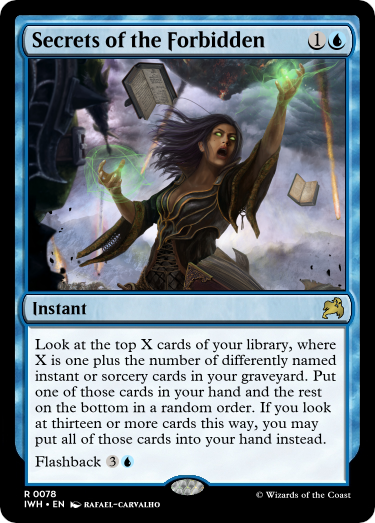 Secrets of the Forbidden 1
Instant
Look at the top X cards of your library, where
X is one plus the number of differently named
instant or sorcery cards in your graveyard. Put
one of those cards in your hand and the rest
on the bottom in a random order. If you look
at thirteen or more cards this way, you may
put all of those cards into your hand instead.
Flashback 3
R 0078
IWH • EN RAFAEL-CARVALHO
© Wizards of the Coast